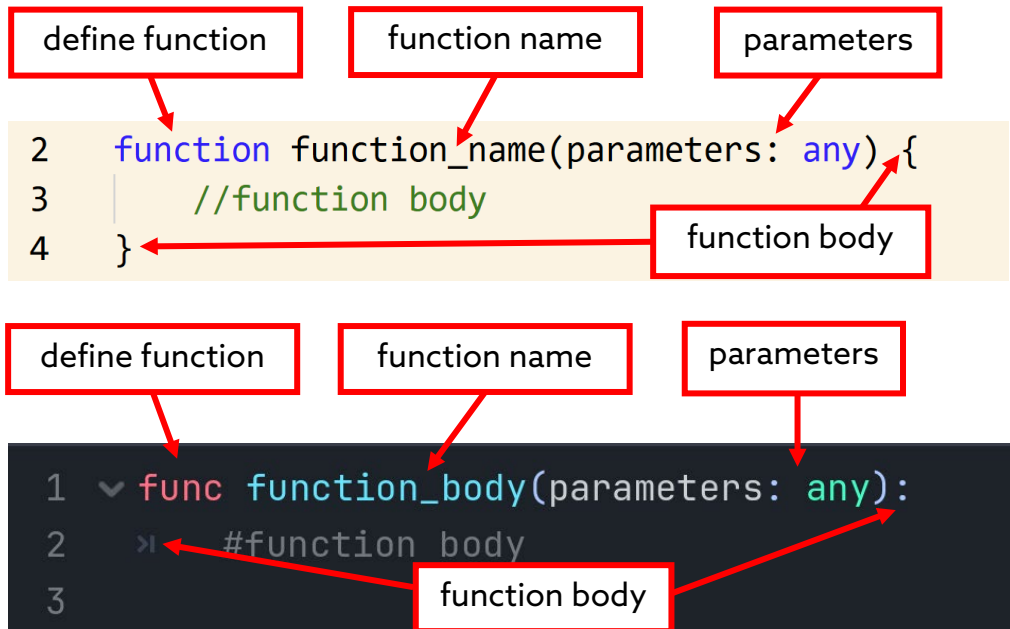 define function
function name
parameters
2 function function_name(parameters: any) {
3 //function body
4 }
function body
define function
function name
parameters
1 func function_body(parameters: any):
2 #function body
3
function body